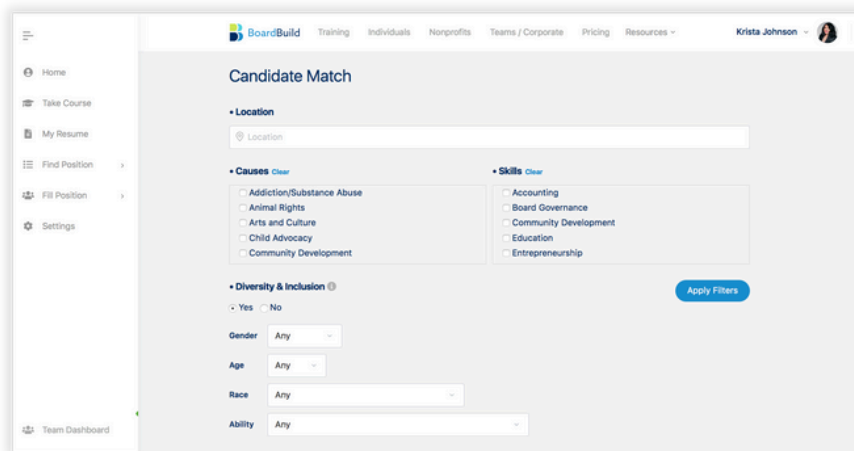 BoardBuild Training Individuals Nonprofits Teams / Corporate Pricing Resources Krista Johnson
Home
Take Course
My Resume
Find Position
Fill Position
Settings
Team Dashboard
Candidate Match
• Location
Location
• Causes Clear
Addiction/Substance Abuse
Animal Rights
Arts and Culture
Child Advocacy
Community Development
• Skills Clear
Accounting
Board Governance
Community Development
Education
Entrepreneurship
• Diversity & Inclusion
Yes No
Apply Filters
Gender Any
Age Any
Race Any
Ability Any